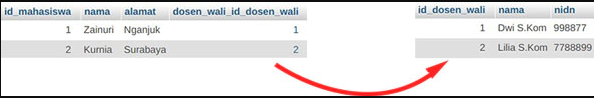 id_mahasiswa nama alamat dosen_wali_id_dosen_wali
1 Zainuri Nganjuk 1
2 Kurnia Surabaya 2
id_dosen_wali nama nidn
1 Dwi S.Kom 998877
2 Lilia S.Kom 7788899